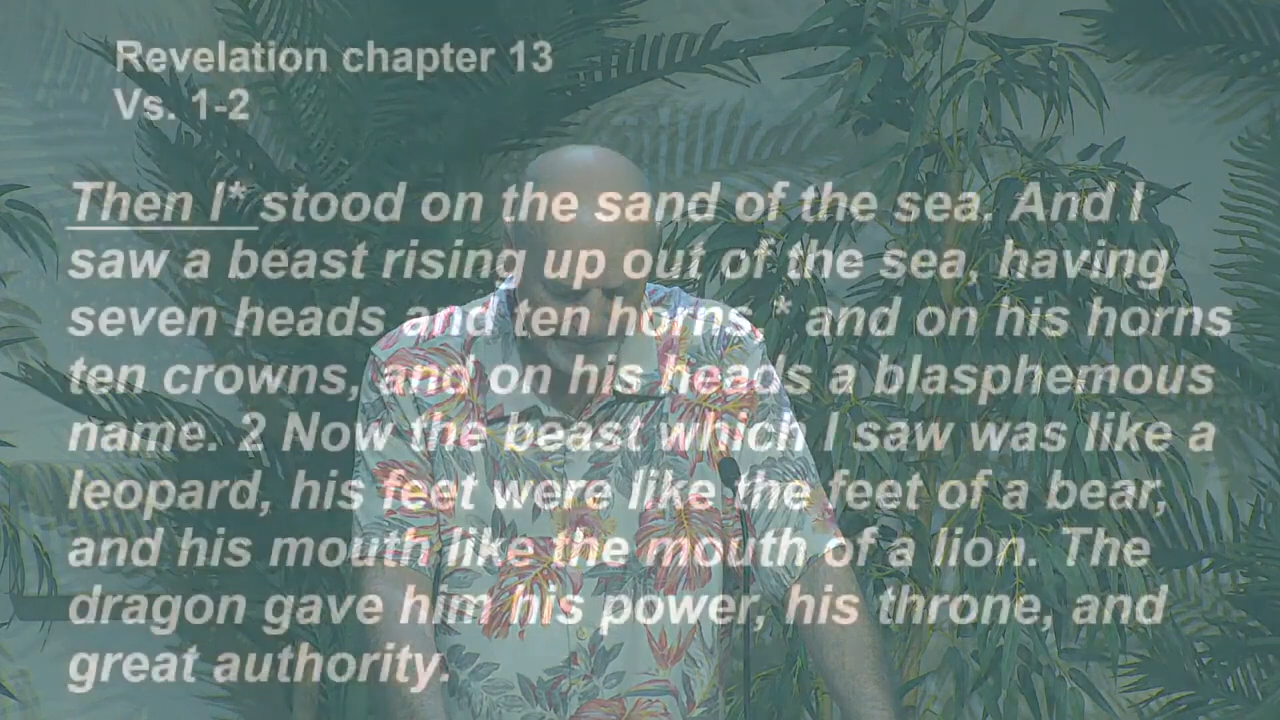 Revelation chapter 13
Vs. 1-2
Then I* stood on the sand of the sea. And I
saw a beast rising up out of the sea, having
seven heads and ten horns,* and on his horns
ten crowns, and on his heads a blasphemous
name. 2 Now the beast which I saw was like a
leopard, his feet were like the feet of a bear,
and his mouth like the mouth of a lion. The
dragon gave him his power, his throne, and
great authority.